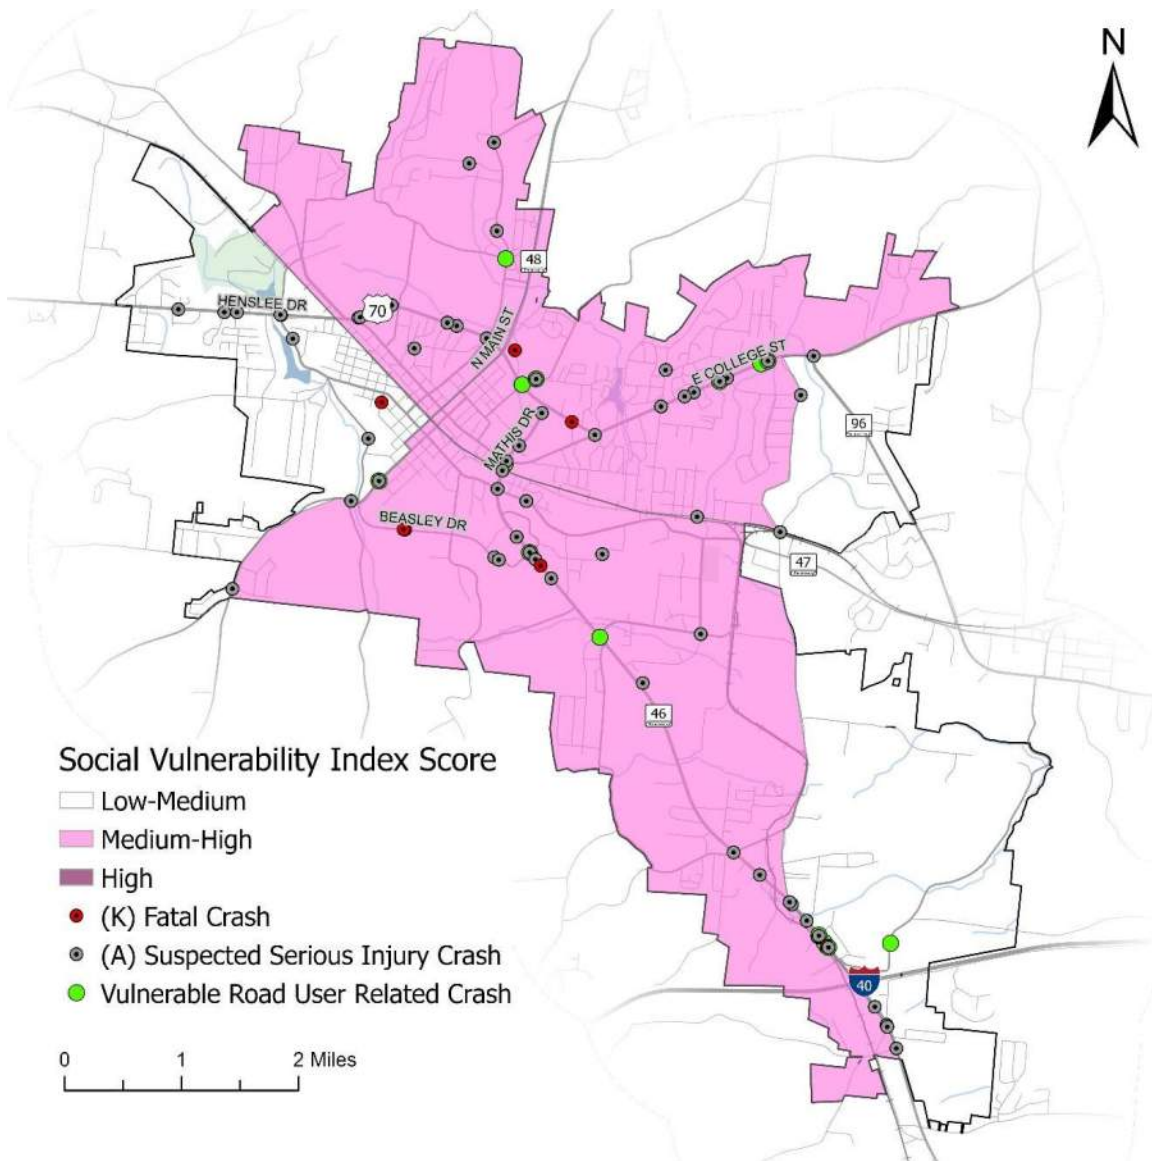 N
48
HENSLEE DR
70
N MAIN ST
E COLLEGE ST
96
MATHIS DR
BEASLEY DR
47
46
Social Vulnerability Index Score
Low-Medium
Medium-High
High
(K) Fatal Crash
(A) Suspected Serious Injury Crash
Vulnerable Road User Related Crash
40
0 1 2 Miles